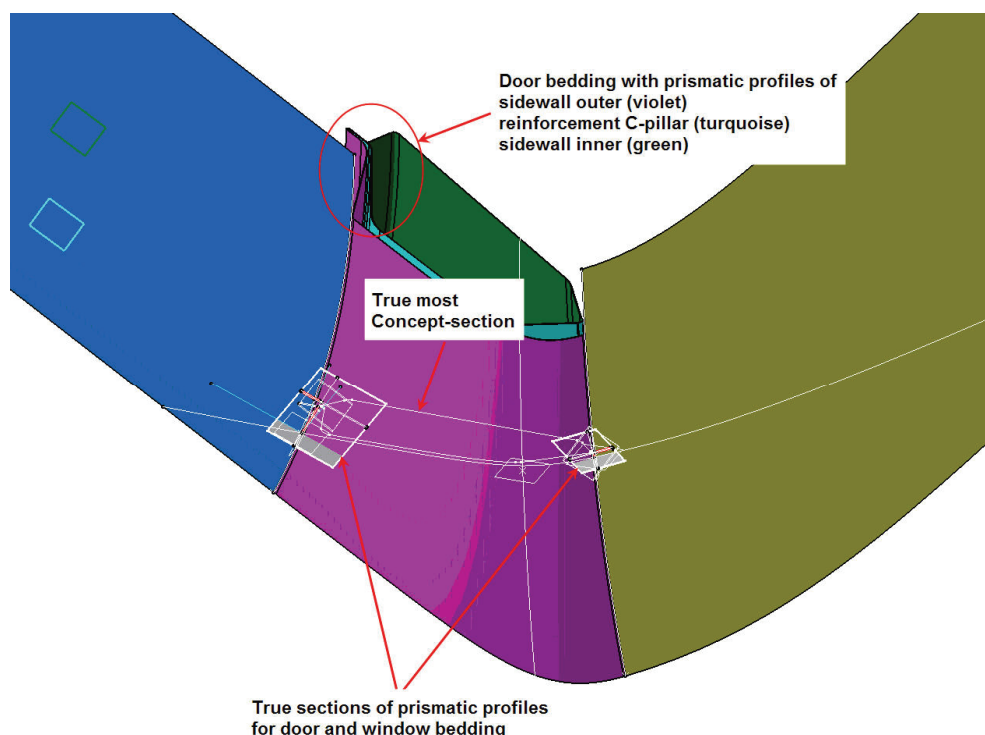 Door bedding with prismatic profiles of
sidewall outer (violet)
reinforcement C-pillar (turquoise)
sidewall inner (green)
True most
Concept-section
True sections of prismatic profiles
for door and window bedding